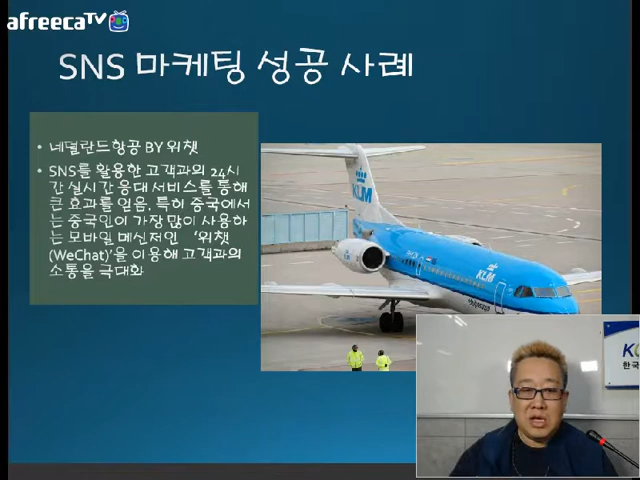 afreecaTV
SNS 마케팅 성공 사례
• 네덜란드항공 BY 위챗
• SNS를 활용한 고객과의 24시
간 실시간 응대 서비스를 통해
큰 효과를 얻음. 특히 중국에서
는 중국인이 가장 많이 사용하
는 모바일 메신저인 '위챗
(WeChat)'을 이용해 고객과의
소통을 극대화
KLM
KLM
한국